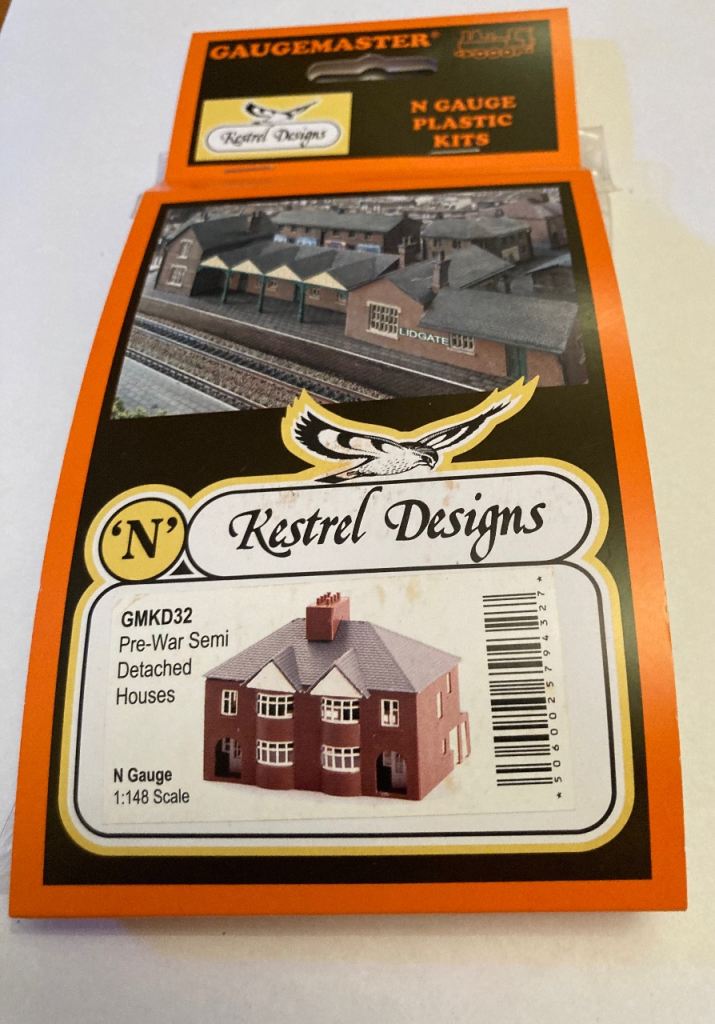 GAUGEMASTER®
Kestrel Designs
N GAUGE
PLASTIC
KITS
LIDGATE
'N'
Kestrel Designs
GMKD32
Pre-War Semi
Detached
Houses
N Gauge
1:148 Scale
*5060025794327*